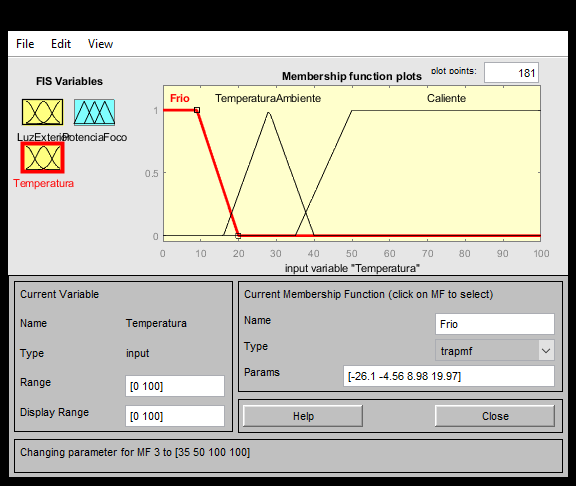 File Edit View
FIS Variables
LuzExterior
PotenciaFoco
Temperatura
Membership function plots
plot points:
181
Frio
TemperaturaAmbiente
Caliente
1
0.5
0
0 10 20 30 40 50 60 70 80 90 100
input variable "Temperatura"
Current Variable
Name Temperatura
Type input
Range [0 100]
Display Range [0 100]
Current Membership Function (click on MF to select)
Name Frio
Type trapmf
Params [-26.1 -4.56 8.98 19.97]
Help Close
Changing parameter for MF 3 to [35 50 100 100]